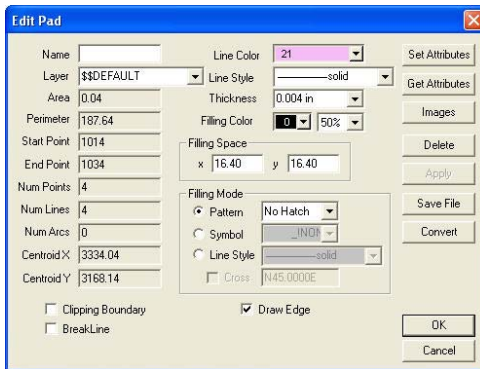 Edit Pad
Name
Layer $$DEFAULT
Area 0.04
Perimeter 187.64
Start Point 1014
End Point 1034
Num Points 4
Num Lines 4
Num Arcs 0
Centroid X 3334.04
Centroid Y 3168.14
Clipping Boundary
BreakLine
Line Color 21
Line Style solid
Thickness 0.004 in
Filling Color 0 50%
Filling Space
x 16.40 y 16.40
Filling Mode
Pattern No Hatch
Symbol
Line Style solid
Cross N45.0000E
Draw Edge
Set Attributes
Get Attributes
Images
Delete
Apply
Save File
Convert
OK
Cancel